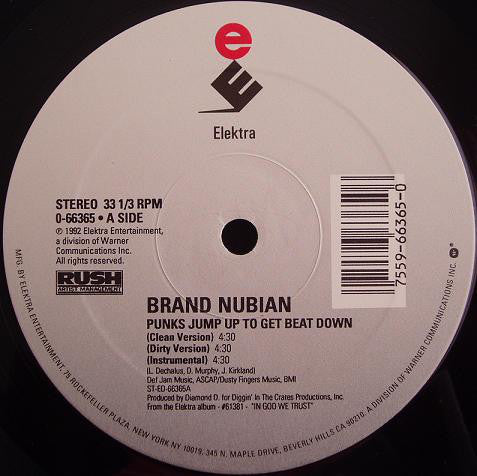 e
E
Elektra
STEREO 33 1/3 RPM
0-66365 • A SIDE
℗ 1992 Elektra Entertainment,
a division of Warner
Communications Inc.
All rights reserved.
RUSH
ARTIST MANAGEMENT
7559-66365-0
BRAND NUBIAN
PUNKS JUMP UP TO GET BEAT DOWN
(Clean Version) 4:30
(Dirty Version) 4:30
(Instrumental) 4:30
(L. Dechalus, D. Murphy, J. Kirkland)
Def Jam Music, ASCAP/Dusty Fingers Music, BMI
ST-EO-66365A
Produced by Diamond D. for Diggin' In The Crates Productions, Inc.
From the Elektra album - #61381 - "IN GOD WE TRUST"
MFG. BY ELEKTRA ENTERTAINMENT, 75 ROCKEFELLER PLAZA, NEW YORK NY 10019. 345 N. MAPLE DRIVE, BEVERLY HILLS CA 90210. A DIVISION OF WARNER COMMUNICATIONS INC.